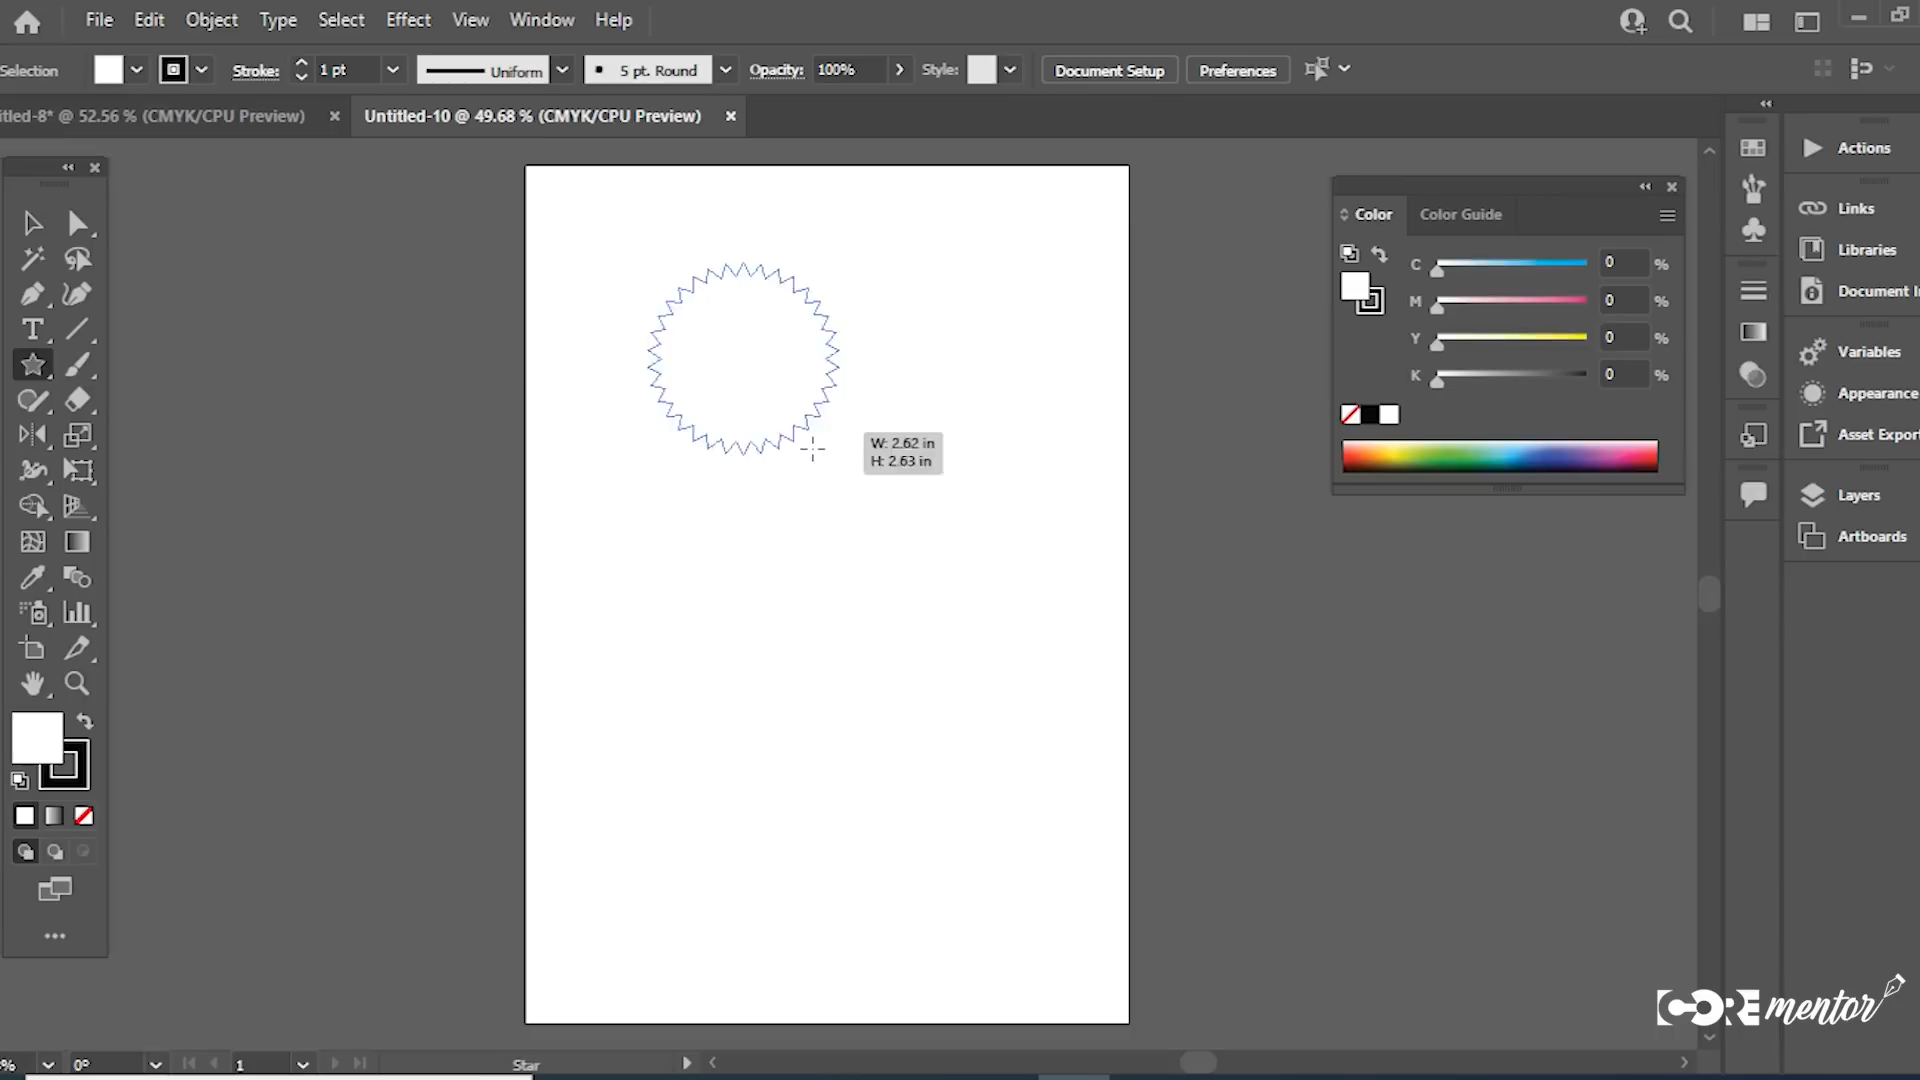 File Edit Object Type Select Effect View Window Help
Selection Stroke: 1 pt Uniform 5 pt. Round Opacity: 100% Style: Document Setup Preferences
tled-8* @ 52.56 % (CMYK/CPU Preview) × Untitled-10 @ 49.68 % (CMYK/CPU Preview) ×
Actions
Links
Libraries
Document I
Variables
Appearance
Asset Export
Layers
Artboards
Color Color Guide
C 0 %
M 0 %
Y 0 %
K 0 %
W: 2.62 in
H: 2.63 in
CORE mentor
% 0° 1 Star